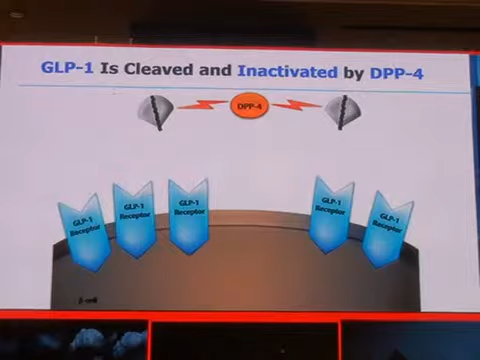 GLP-1 Is Cleaved and Inactivated by DPP-4
DPP-4
GLP-1
Receptor
GLP-1
Receptor
GLP-1
Receptor
GLP-1
Receptor
GLP-1
Receptor
β-cell